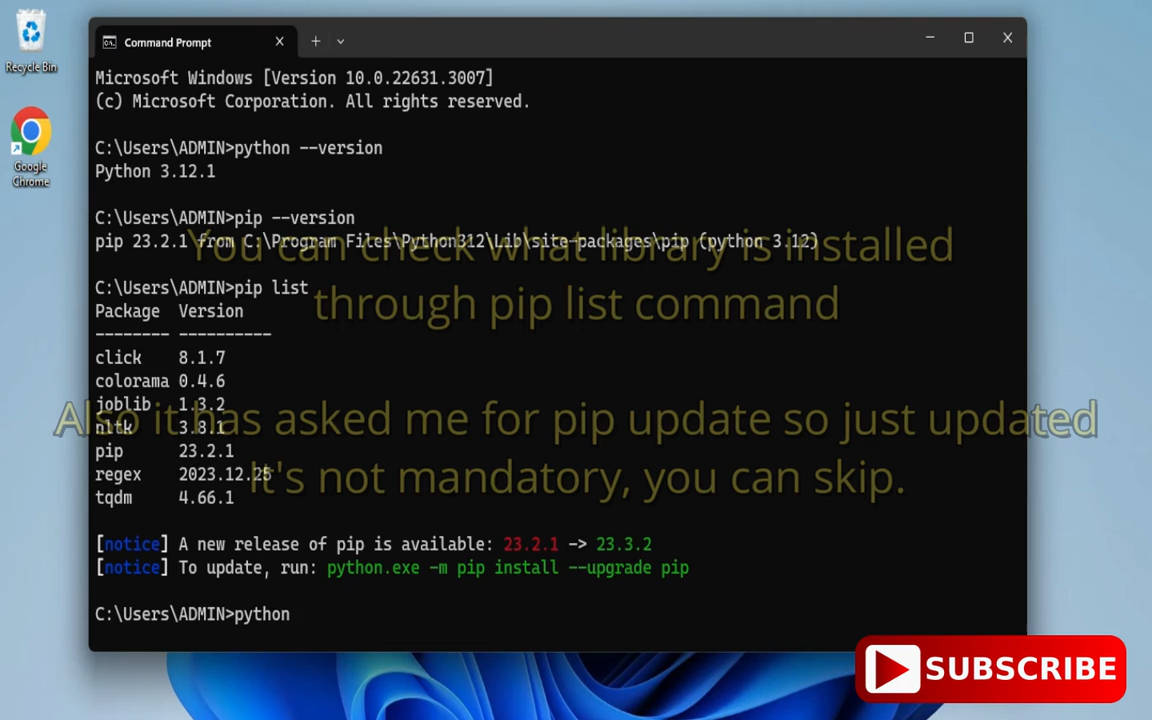 Recycle Bin
Google
Chrome
Command Prompt
Microsoft Windows [Version 10.0.22631.3007]
(c) Microsoft Corporation. All rights reserved.
C:\Users\ADMIN>python --version
Python 3.12.1
C:\Users\ADMIN>pip --version
pip 23.2.1 from C:\Program Files\Python312\Lib\site-packages\pip (python 3.12)
You can check what library is installed
through pip list command
C:\Users\ADMIN>pip list
Package Version
-------- ----------
click 8.1.7
colorama 0.4.6
joblib 1.3.2
nltk 3.8.1
pip 23.2.1
regex 2023.12.25
tqdm 4.66.1
Also it has asked me for pip update so just updated
It's not mandatory, you can skip.
[notice] A new release of pip is available: 23.2.1 -> 23.3.2
[notice] To update, run: python.exe -m pip install --upgrade pip
C:\Users\ADMIN>python
SUBSCRIBE